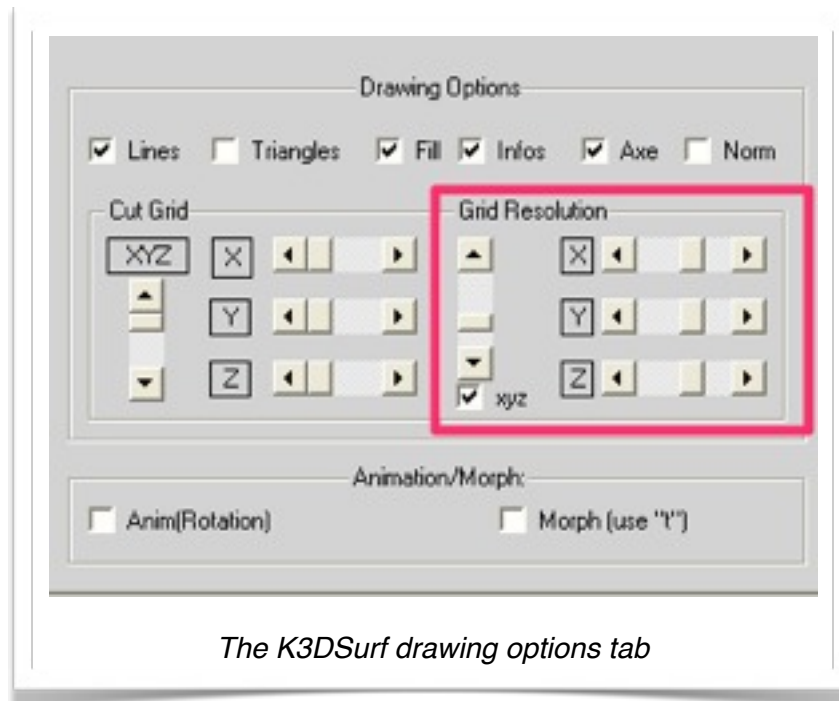 Drawing Options
Lines Triangles Fill Infos Axe Norm
Cut Grid
XYZ
X
Y
Z
Grid Resolution
X
Y
Z
xyz
Animation/Morph:
Anim(Rotation) Morph (use "t")
The K3DSurf drawing options tab